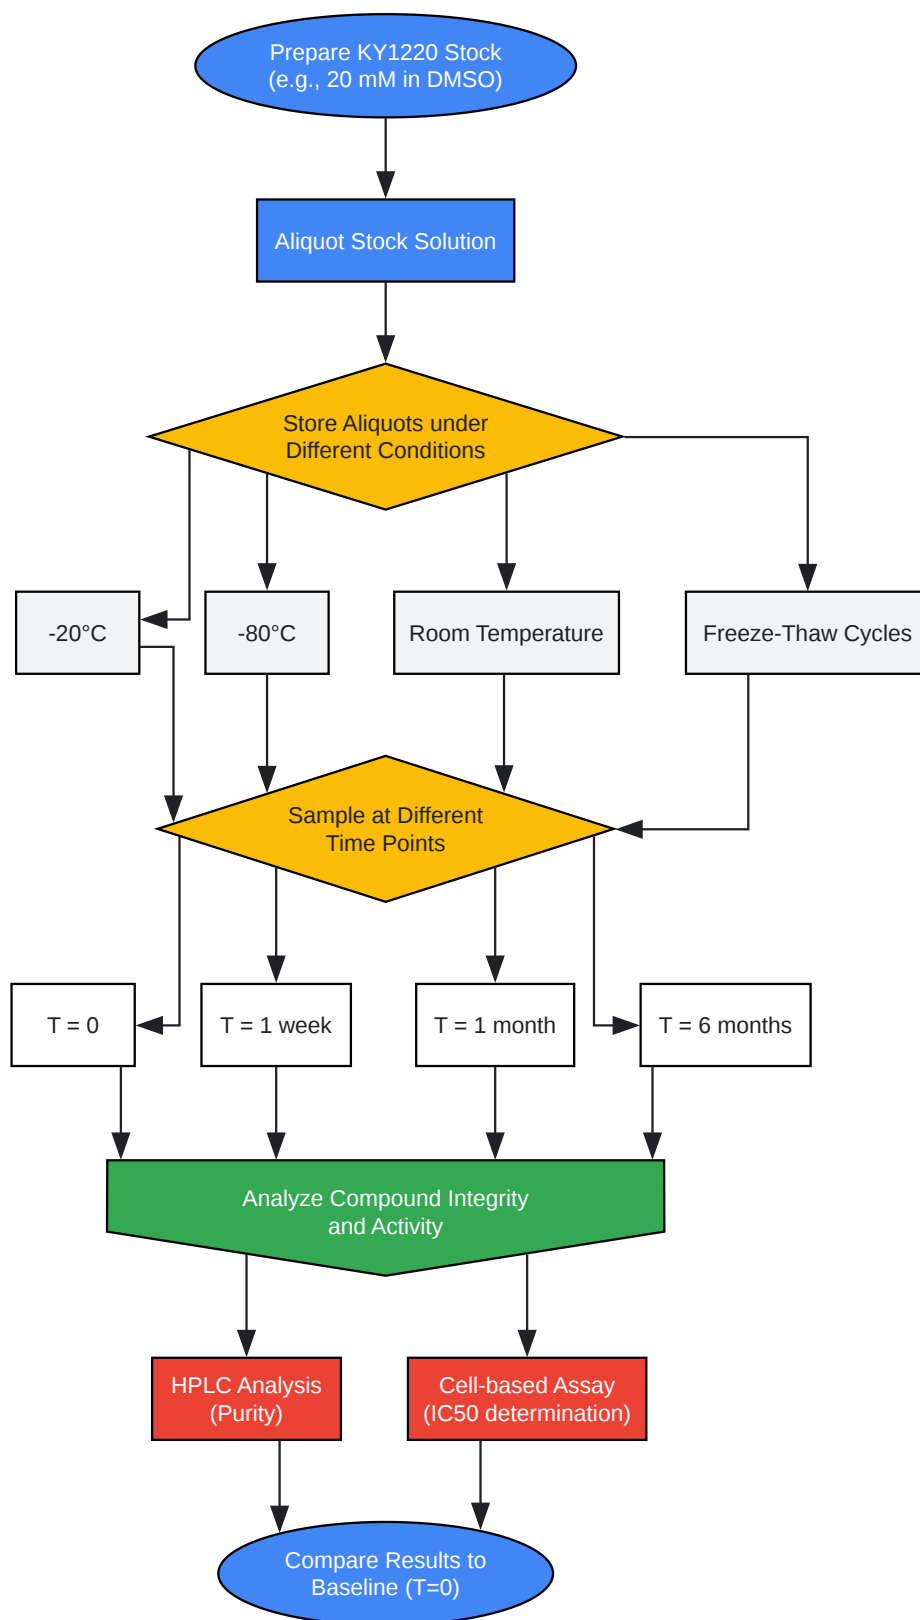 Prepare KY1220 Stock
(e.g., 20 mM in DMSO)
Aliquot Stock Solution
Store Aliquots under
Different Conditions
-20°C
-80°C
Room Temperature
Freeze-Thaw Cycles
Sample at Different
Time Points
T = 0
T = 1 week
T = 1 month
T = 6 months
Analyze Compound Integrity
and Activity
HPLC Analysis
(Purity)
Cell-based Assay
(IC50 determination)
Compare Results to
Baseline (T=0)